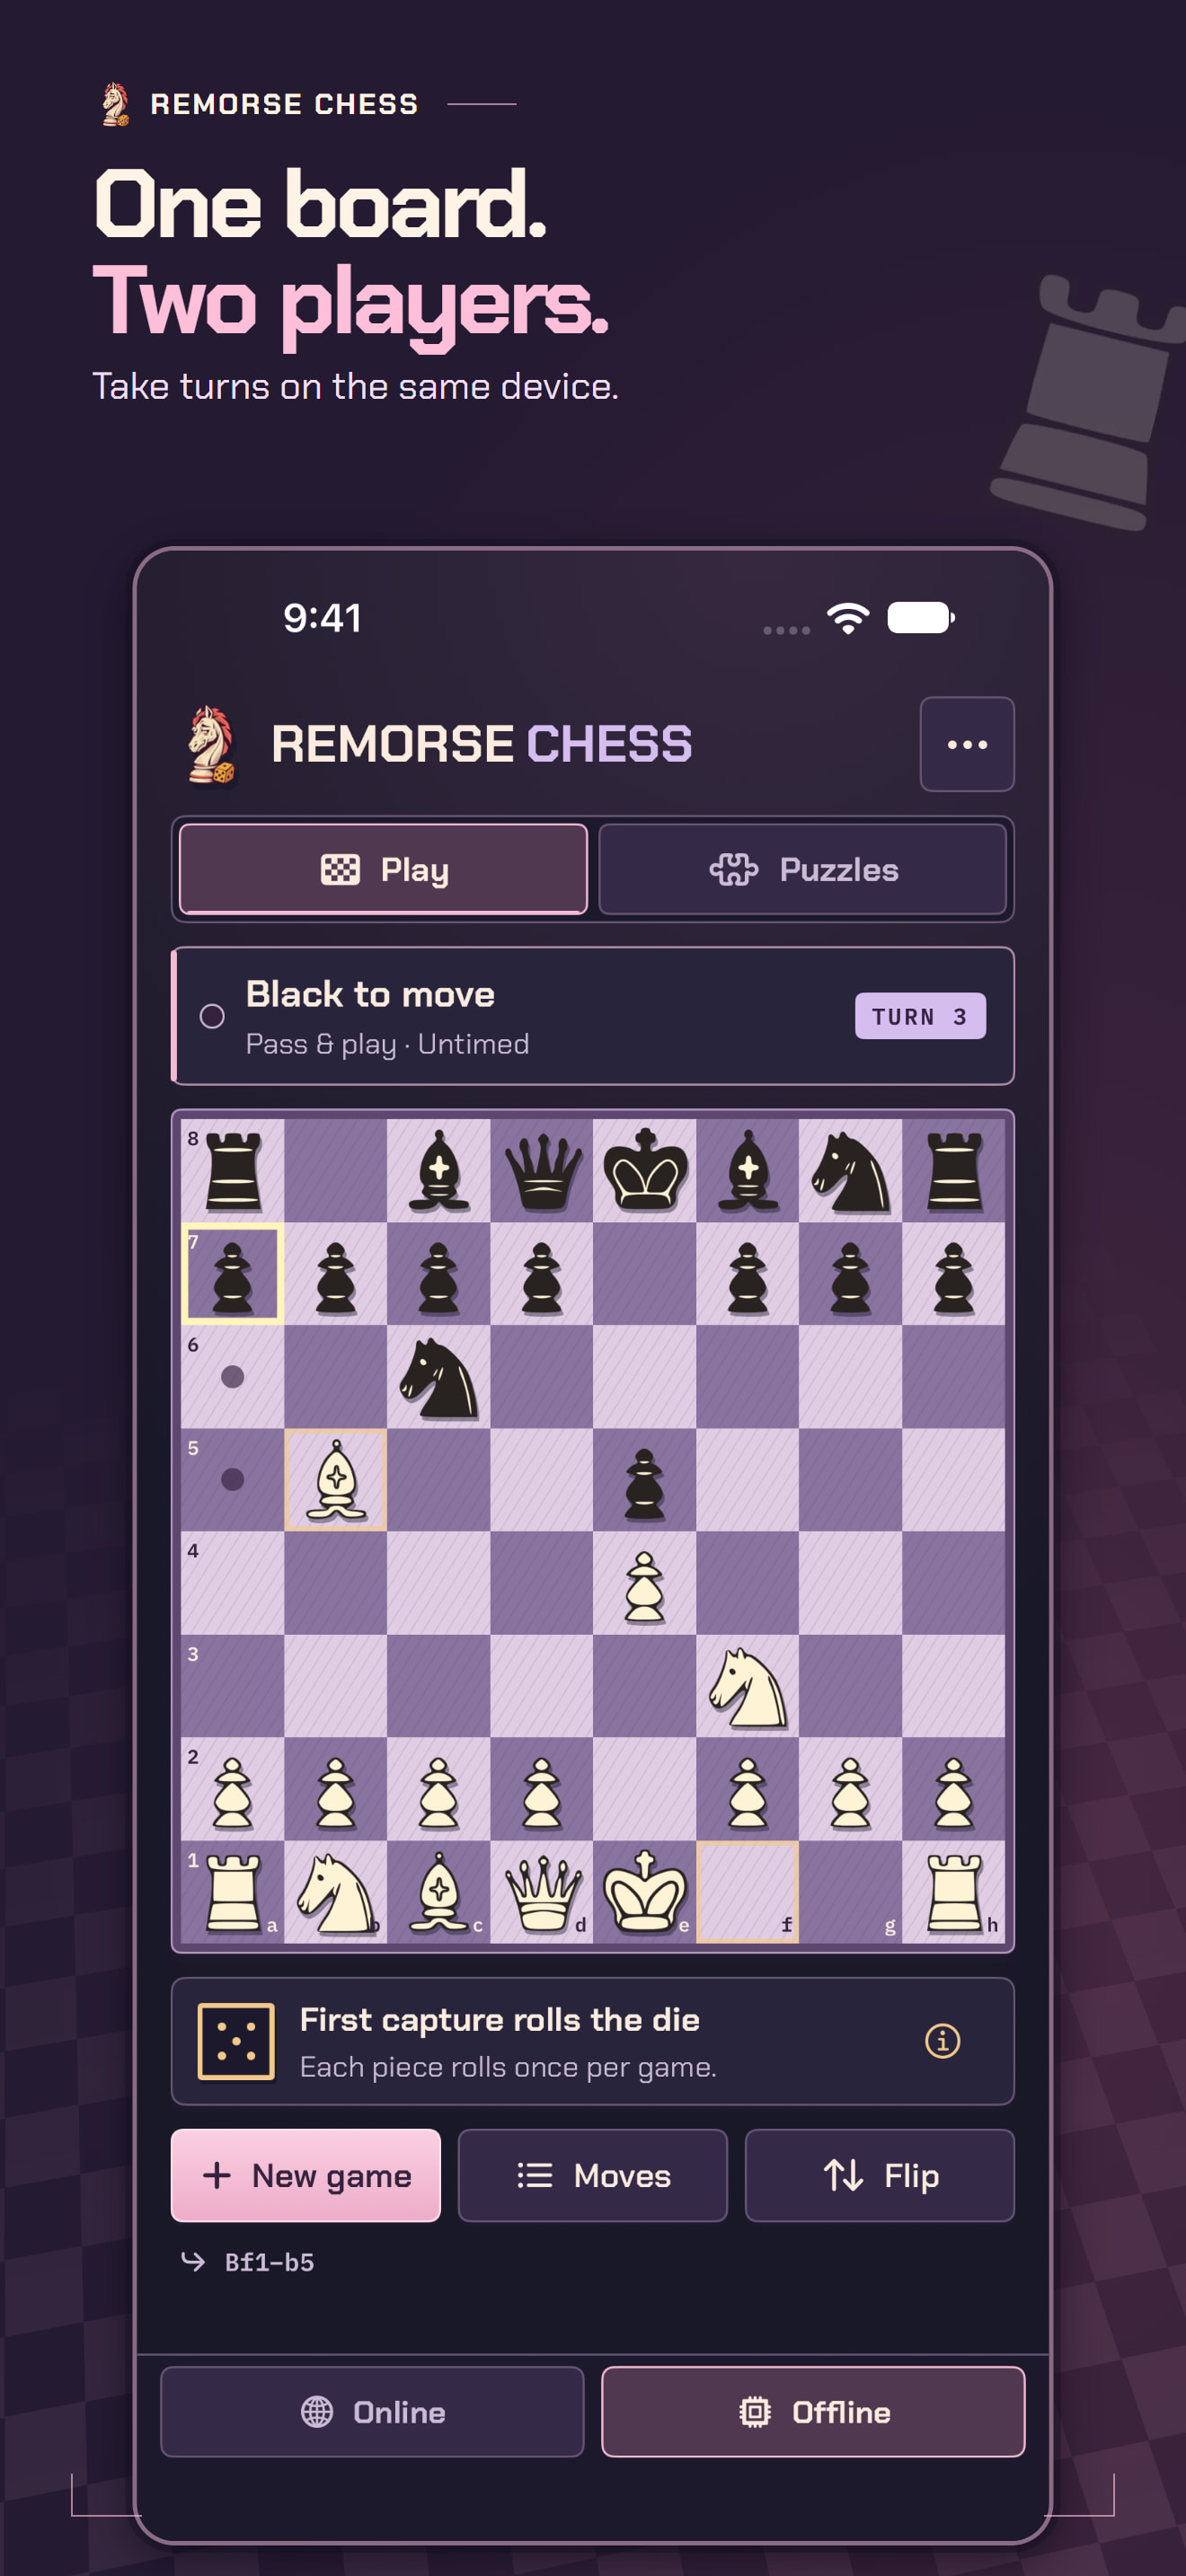 REMORSE CHESS
One board.
Two players.
Take turns on the same device.
9:41
REMORSE CHESS
Play
Puzzles
Black to move
Pass & play · Untimed
TURN 3
8
7
6
5
4
3
2
1
a b c d e f g h
First capture rolls the die
Each piece rolls once per game.
New game
Moves
Flip
Bf1–b5
Online
Offline